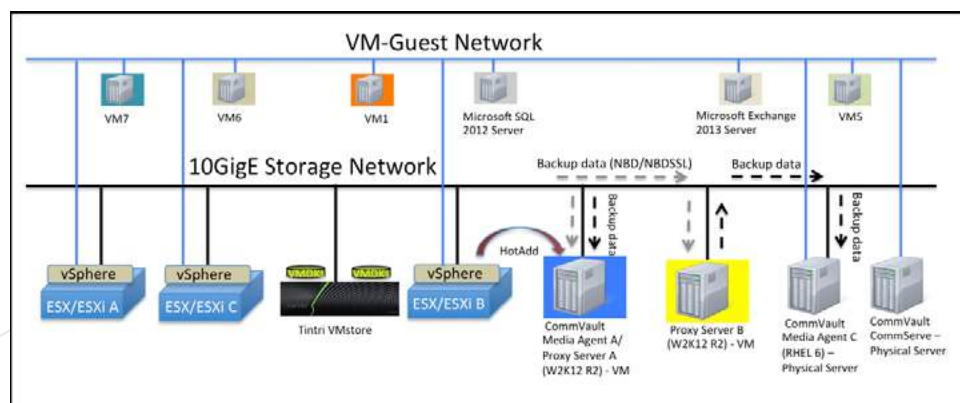 VM-Guest Network
VM7
VM6
VM1
Microsoft SQL
2012 Server
Microsoft Exchange
2013 Server
VM5
10GigE Storage Network
Backup data (NBD/NBDSSL)
Backup data
Backup data
Backup data
HotAdd
vSphere
ESX/ESXi A
vSphere
ESX/ESXi C
VMDK1
VMDK1
Tintri VMstore
vSphere
ESX/ESXi B
CommVault
Media Agent A/
Proxy Server A
(W2K12 R2) - VM
Proxy Server B
(W2K12 R2) - VM
CommVault
Media Agent C
(RHEL 6) –
Physical Server
CommVault
CommServe –
Physical Server